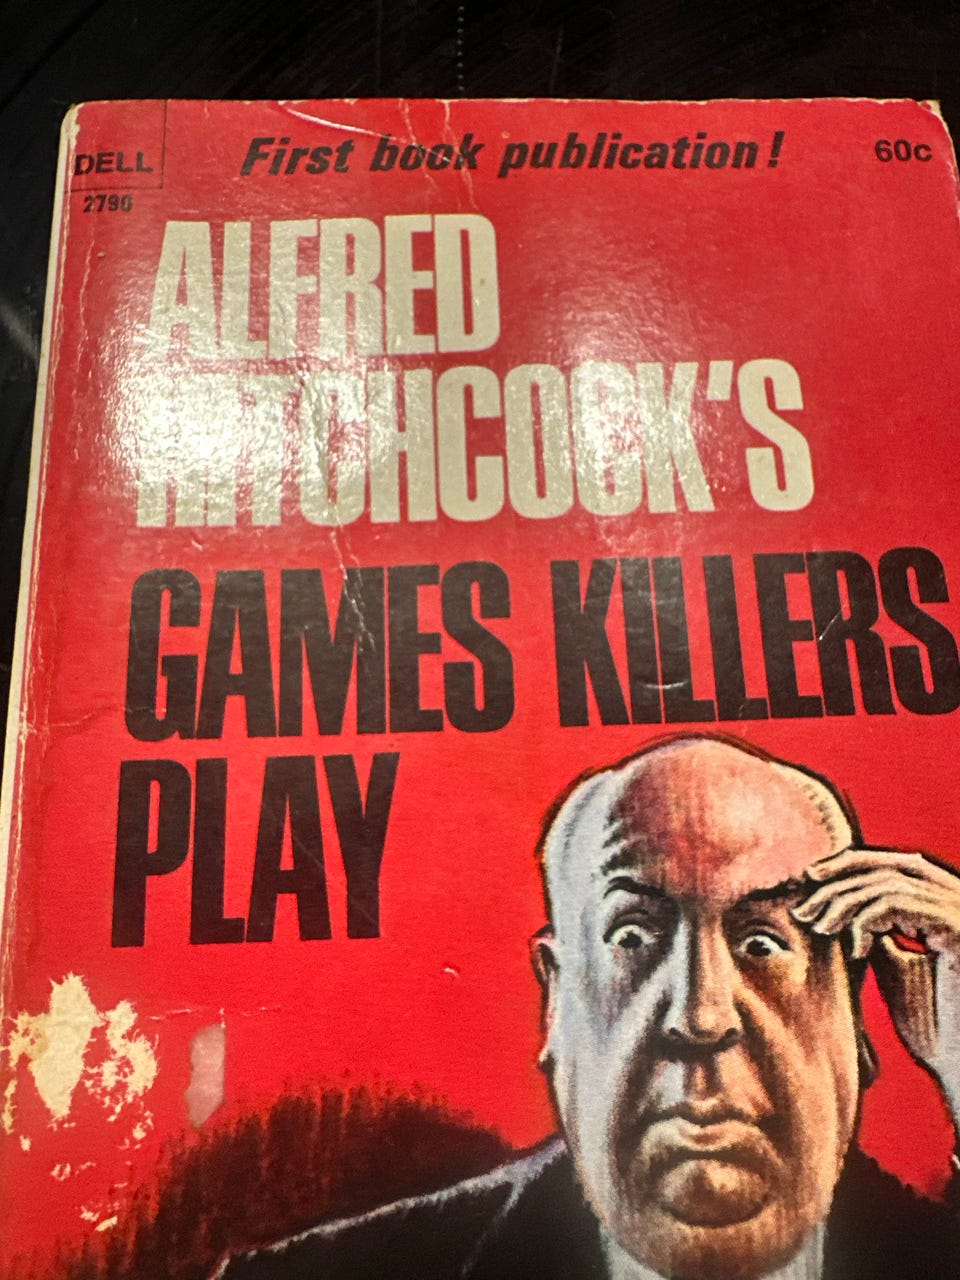 DELL
2790
First book publication!
60c
ALFRED
HITCHCOCK'S
GAMES KILLERS
PLAY